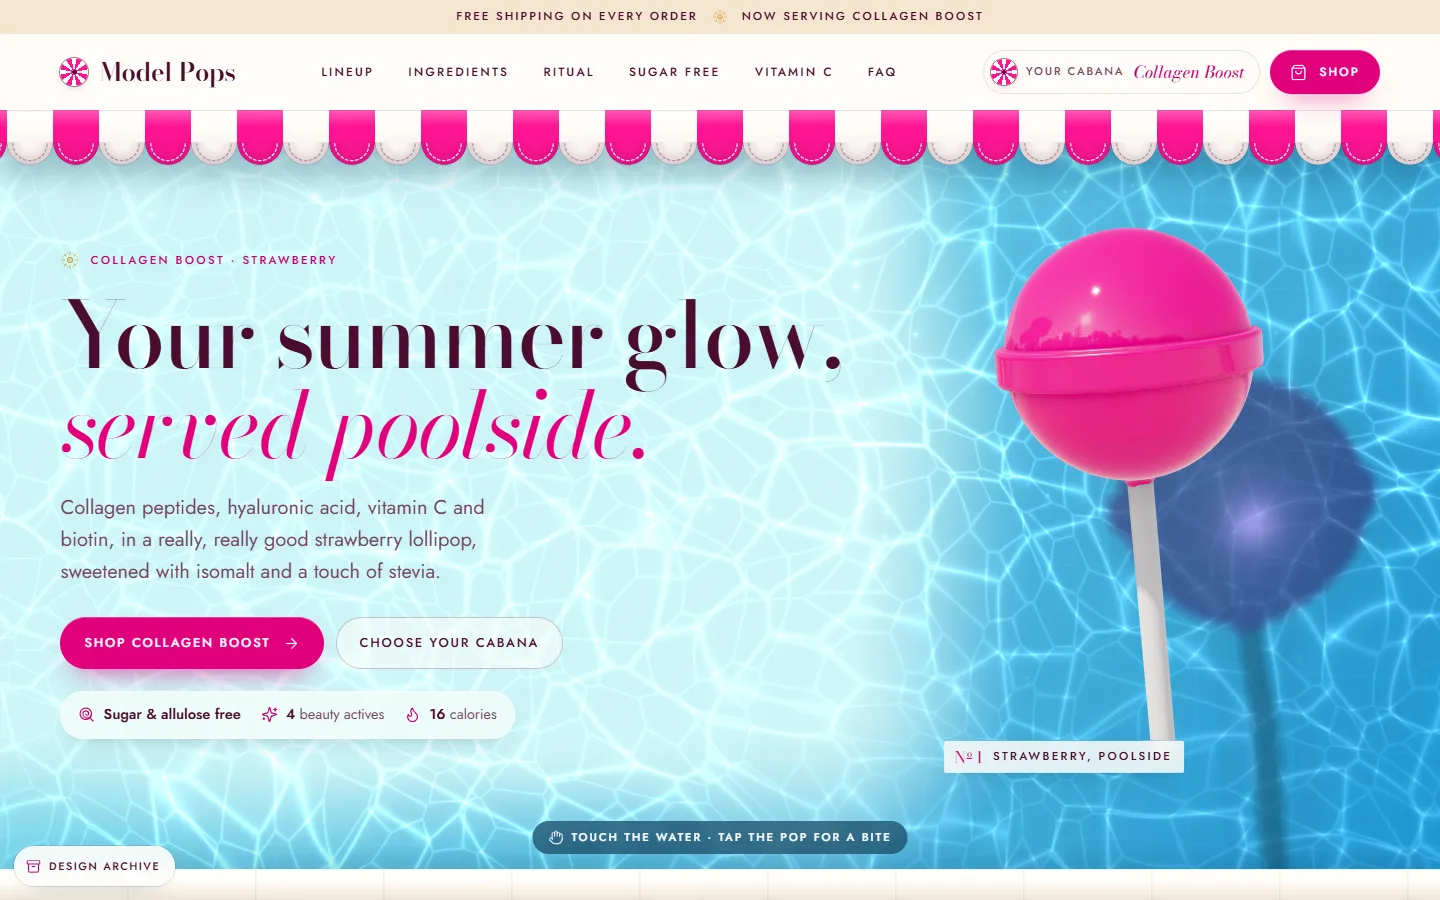 FREE SHIPPING ON EVERY ORDER NOW SERVING COLLAGEN BOOST
Model Pops
LINEUP INGREDIENTS RITUAL SUGAR FREE VITAMIN C FAQ
YOUR CABANA Collagen Boost
SHOP
COLLAGEN BOOST · STRAWBERRY
Your summer glow.
served poolside.
Collagen peptides, hyaluronic acid, vitamin C and
biotin, in a really, really good strawberry lollipop,
sweetened with isomalt and a touch of stevia.
SHOP COLLAGEN BOOST
CHOOSE YOUR CABANA
Sugar & allulose free 4 beauty actives 16 calories
Nº 1 STRAWBERRY, POOLSIDE
TOUCH THE WATER · TAP THE POP FOR A BITE
DESIGN ARCHIVE